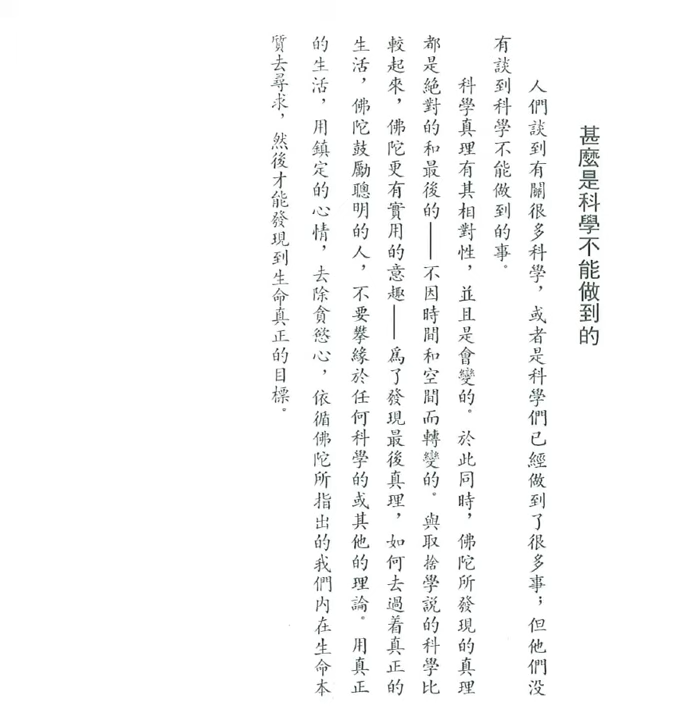 甚麼是科學不能做到的
人們談到有關很多科學，或者是科學們已經做到了很多事；但他們沒
有談到科學不能做到的事。
科學真理有其相對性，並且是會變的。於此同時，佛陀所發現的真理
都是絕對的和最後的——不因時間和空間而轉變的。與取捨學說的科學比
較起來，佛陀更有實用的意趣——爲了發現最後真理，如何去過着真正的
生活，佛陀鼓勵聰明的人，不要攀緣於任何科學的或其他的理論。用真正
的生活，用鎮定的心情，去除貪慾心，依循佛陀所指出的我們內在生命本
質去尋求，然後才能發現到生命真正的目標。